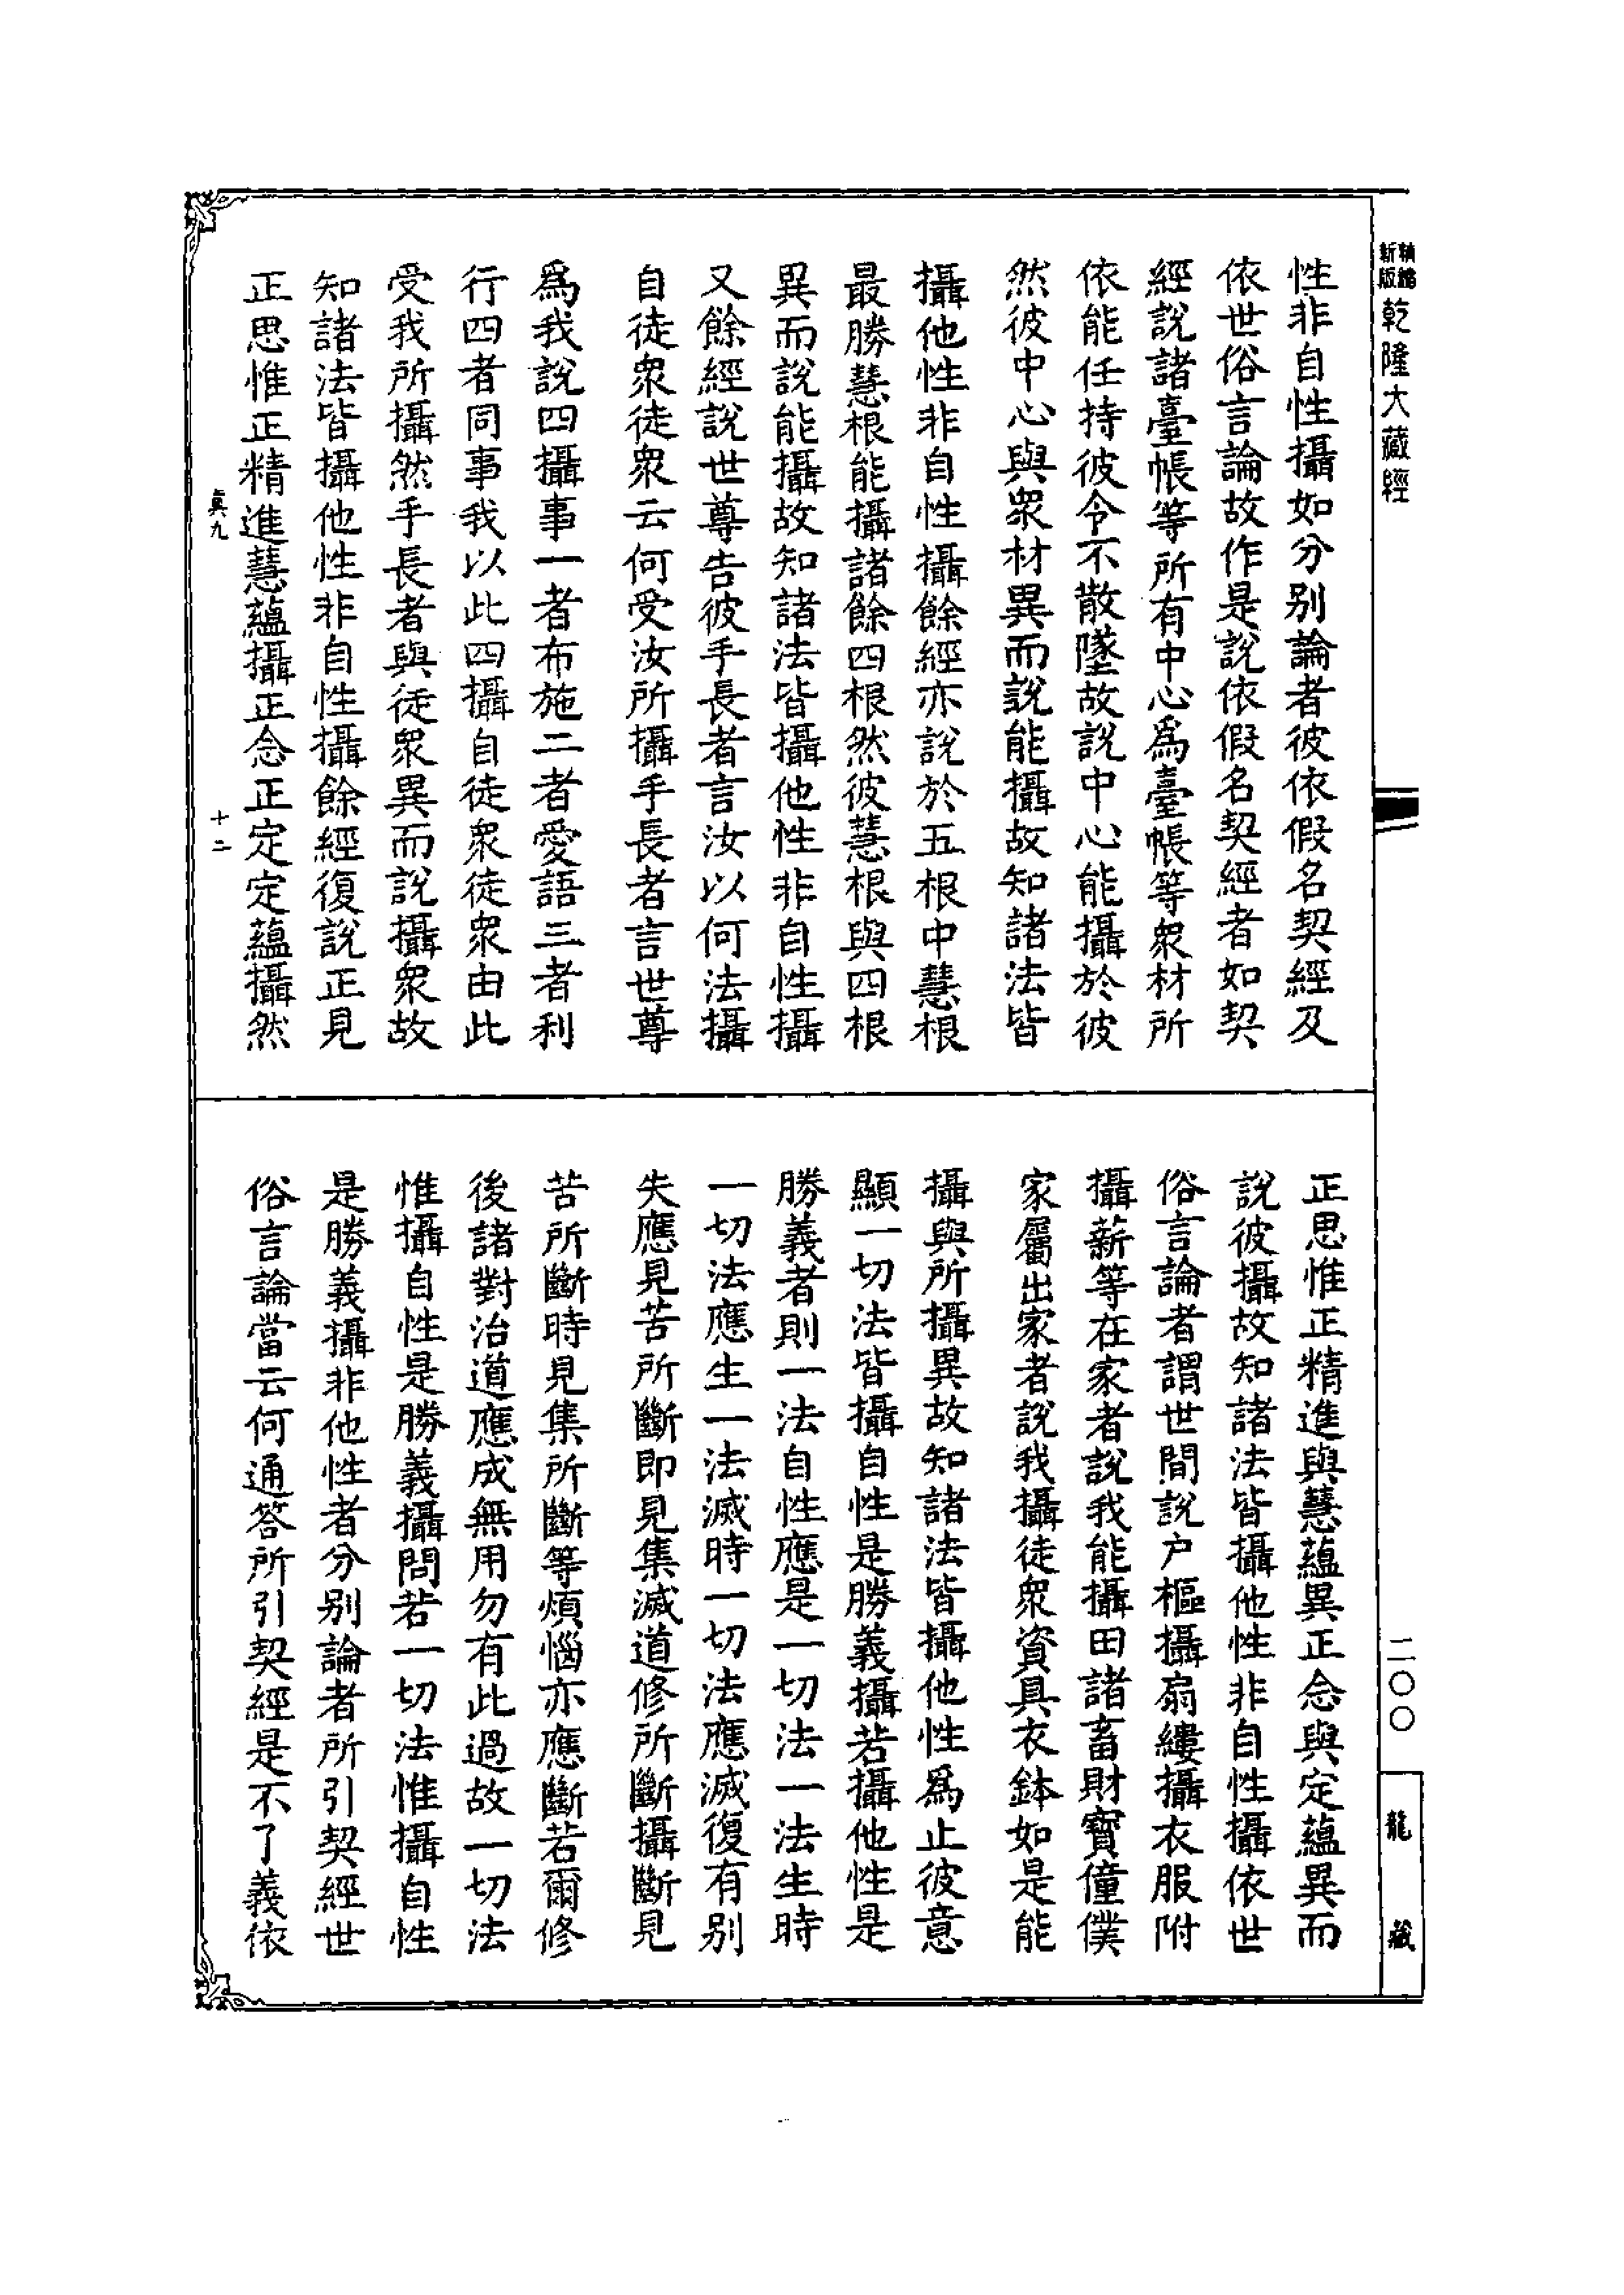 新版
乾隆大藏經
性非自性攝如分別論者彼依假名契經及
依世俗言論故作是說依假名契經者如契
經說諸臺帳等所有中心為臺帳等眾材所
依能任持彼令不散墜故說中心能攝於彼
然彼中心與眾材異而說能攝故知諸法皆
攝他性非自性攝餘經亦說於五根中慧根
最勝慧根能攝諸餘四根然彼慧根與四根
異而說能攝故知諸法皆攝他性非自性攝
又餘經說世尊告彼手長者言汝以何法攝
自徒眾徒眾云何受汝所攝手長者言世尊
為我說四攝事一者布施二者愛語三者利
行四者同事我以此四攝自徒眾徒眾由此
受我所攝然手長者與徒眾異而說攝眾故
知諸法皆攝他性非自性攝餘經復說正見
正思惟正精進慧蘊攝正念正定定蘊攝然
真九
十二
正思惟正精進與慧蘊異正念與定蘊異而
說彼攝故知諸法皆攝他性非自性攝依世
俗言論者謂世間說户樞攝扇縷攝衣服附
攝薪等在家者說我能攝田諸畜財寶僮僕
家屬出家者說我攝徒眾資具衣鉢如是能
攝與所攝異故知諸法皆攝他性為止彼意
顯一切法皆攝自性是勝義攝若攝他性是
勝義者則一法自性應是一切法一法生時
一切法應生一法滅時一切法應滅復有別
失應見苦所斷即見集滅道修所斷攝斷見
苦所斷時見集所斷等煩惱亦應斷若爾修
後諸對治道應成無用勿有此過故一切法
惟攝自性是勝義攝問若一切法惟攝自性
是勝義攝非他性者分別論者所引契經世
俗言論當云何通答所引契經是不了義依
二〇〇
龍藏